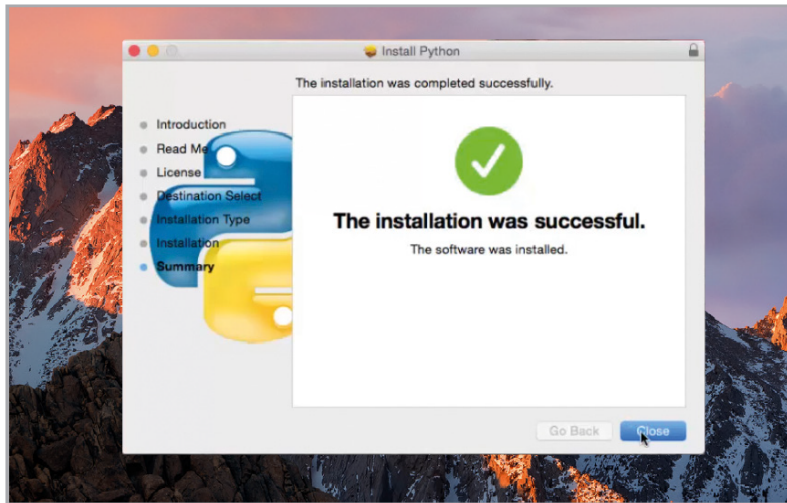 Install Python
The installation was completed successfully.
Introduction
Read Me
License
Destination Select
Installation Type
Installation
Summary
The installation was successful.
The software was installed.
Go Back
Close